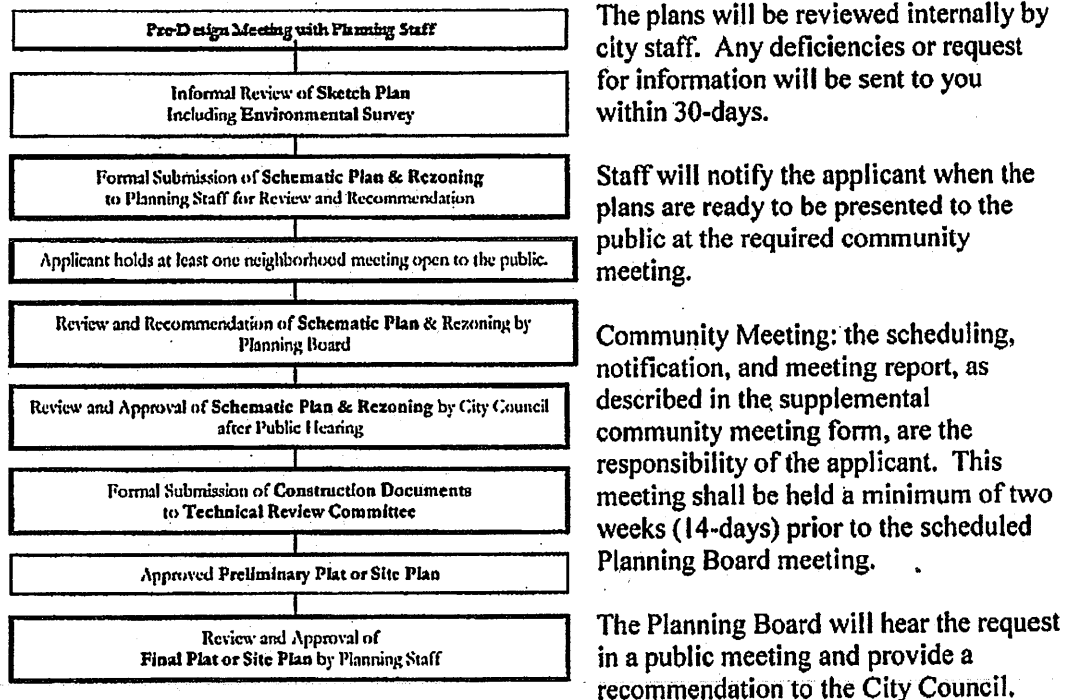 Pre-Design Meeting with Planning Staff
Informal Review of Sketch Plan
Including Environmental Survey
Formal Submission of Schematic Plan & Rezoning
to Planning Staff for Review and Recommendation
Applicant holds at least one neighborhood meeting open to the public.
Review and Recommendation of Schematic Plan & Rezoning by
Planning Board
Review and Approval of Schematic Plan & Rezoning by City Council
after Public Hearing
Formal Submission of Construction Documents
to Technical Review Committee
Approved Preliminary Plat or Site Plan
Review and Approval of
Final Plat or Site Plan by Planning Staff
The plans will be reviewed internally by
city staff. Any deficiencies or request
for information will be sent to you
within 30-days.
Staff will notify the applicant when the
plans are ready to be presented to the
public at the required community
meeting.
Community Meeting: the scheduling,
notification, and meeting report, as
described in the supplemental
community meeting form, are the
responsibility of the applicant. This
meeting shall be held a minimum of two
weeks (14-days) prior to the scheduled
Planning Board meeting.
The Planning Board will hear the request
in a public meeting and provide a
recommendation to the City Council.